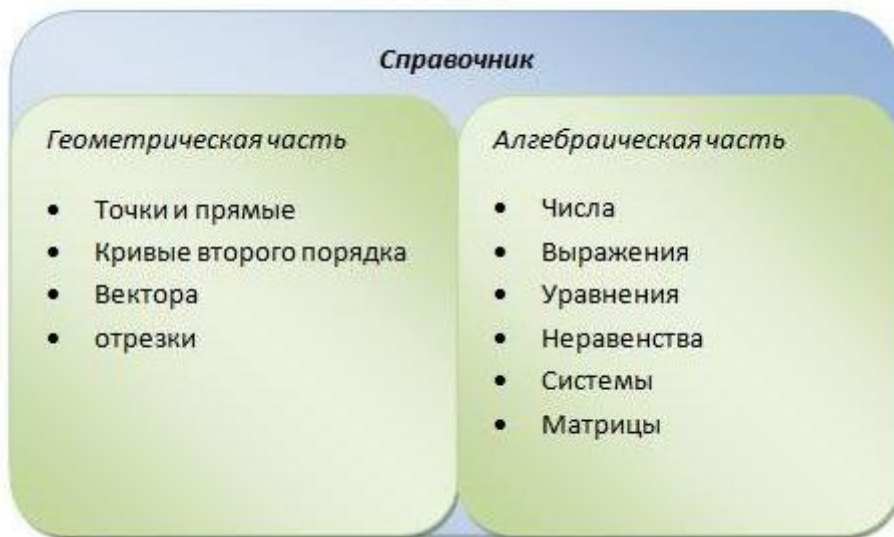 Справочник
Геометрическая часть
• Точки и прямые
• Кривые второго порядка
• Вектора
• отрезки
Алгебраическая часть
• Числа
• Выражения
• Уравнения
• Неравенства
• Системы
• Матрицы